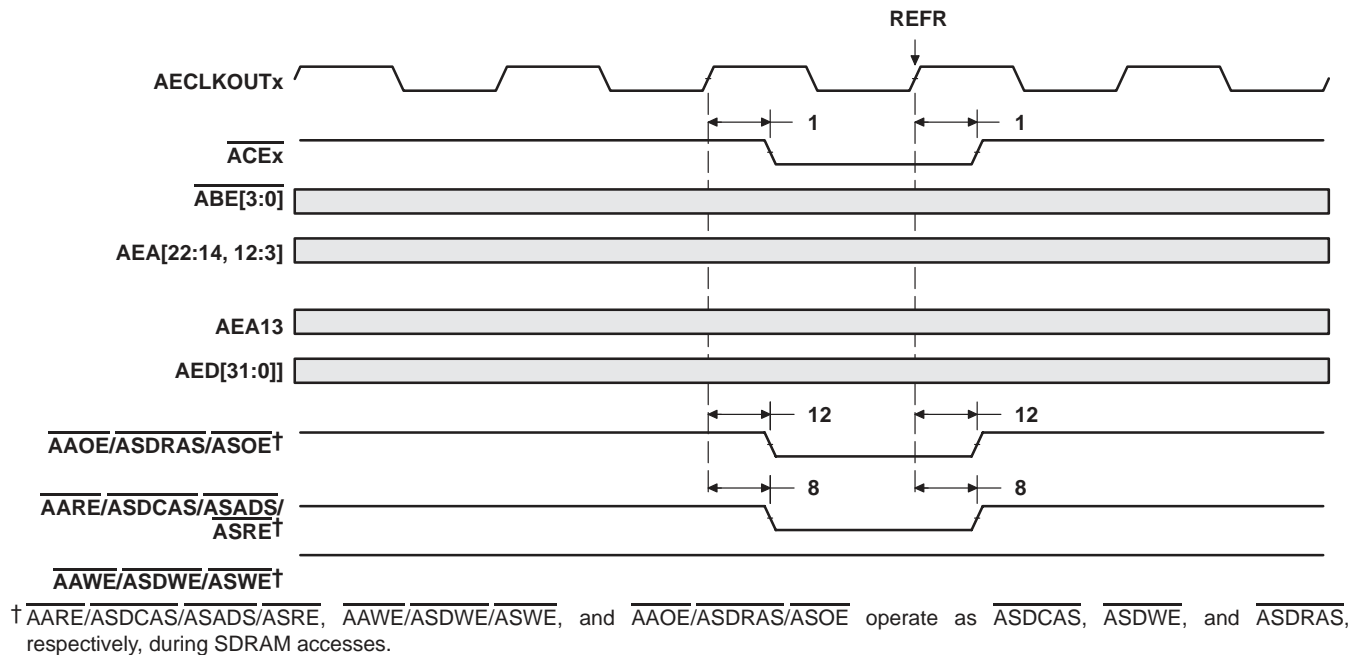 REFR
AECLKOUTx
1 1
ACEx
ABE[3:0]
AEA[22:14, 12:3]
AEA13
AED[31:0]]
12 12
AAOE/ASDRAS/ASOE†
8 8
AARE/ASDCAS/ASADS/
ASRE†
AAWE/ASDWE/ASWE†
† AARE/ASDCAS/ASADS/ASRE, AAWE/ASDWE/ASWE, and AAOE/ASDRAS/ASOE operate as ASDCAS, ASDWE, and ASDRAS,
respectively, during SDRAM accesses.